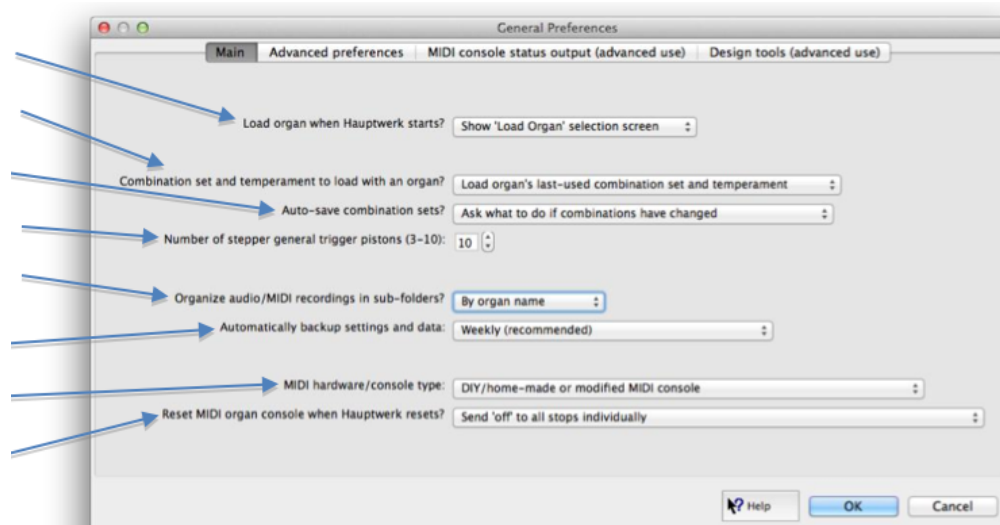 General Preferences
Main Advanced preferences MIDI console status output (advanced use) Design tools (advanced use)
Load organ when Hauptwerk starts? Show 'Load Organ' selection screen
Combination set and temperament to load with an organ? Load organ's last-used combination set and temperament
Auto-save combination sets? Ask what to do if combinations have changed
Number of stepper general trigger pistons (3-10): 10
Organize audio/MIDI recordings in sub-folders? By organ name
Automatically backup settings and data: Weekly (recommended)
MIDI hardware/console type: DIY/home-made or modified MIDI console
Reset MIDI organ console when Hauptwerk resets? Send 'off' to all stops individually
Help OK Cancel